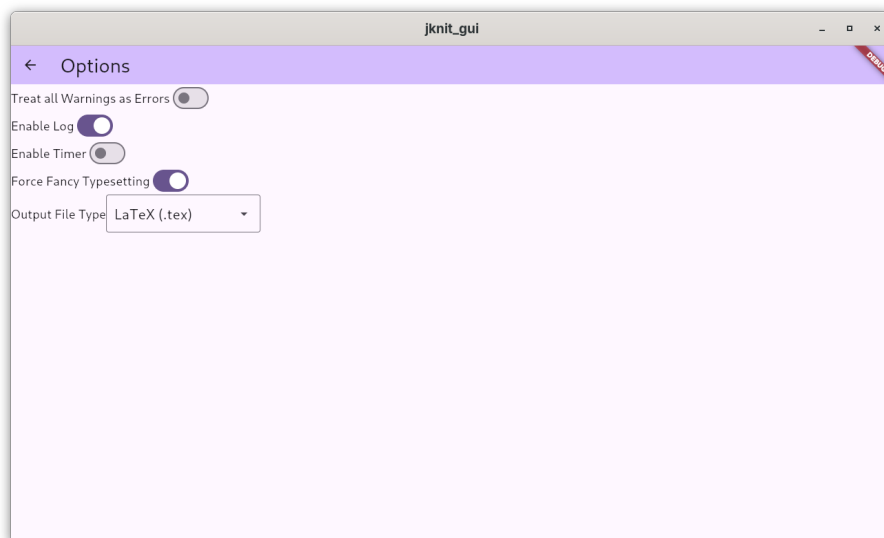 jknit_gui
Options
DEBUG
Treat all Warnings as Errors
Enable Log
Enable Timer
Force Fancy Typesetting
Output File Type LaTeX (.tex)